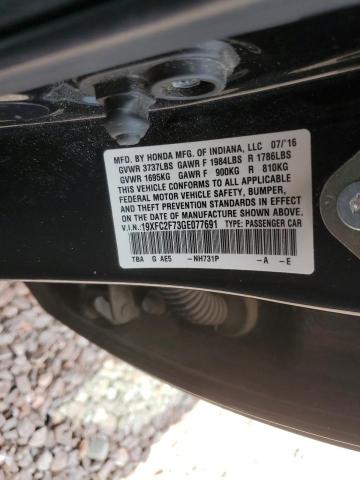 MFD. BY HONDA MFG. OF INDIANA, LLC 07/16
GVWR 3737LBS GAWR F 1984LBS R 1786LBS
GVWR 1695KG GAWR F 900KG R 810KG
THIS VEHICLE CONFORMS TO ALL APPLICABLE
FEDERAL MOTOR VEHICLE SAFETY, BUMPER,
AND THEFT PREVENTION STANDARDS IN EFFECT
ON THE DATE OF MANUFACTURE SHOWN ABOVE.
V.I.N.:19XFC2F73GE077691 TYPE: PASSENGER CAR
TBA G AE5 -NH731P -A -E